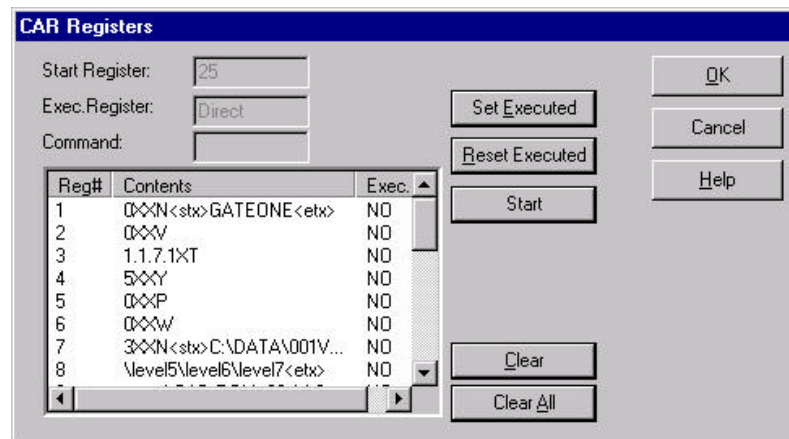 CAR Registers
Start Register: 25
Exec.Register: Direct
Command:
OK
Cancel
Help
Set Executed
Reset Executed
Start
Clear
Clear All
Reg# Contents Exec.
1 0XXN<stx>GATEONE<etx> NO
2 0XXV NO
3 1.1.7.1XT NO
4 5XXY NO
5 0XXP NO
6 0XXW NO
7 3XXN<stx>C:\DATA\001V... NO
8 \level5\level6\level7<etx> NO